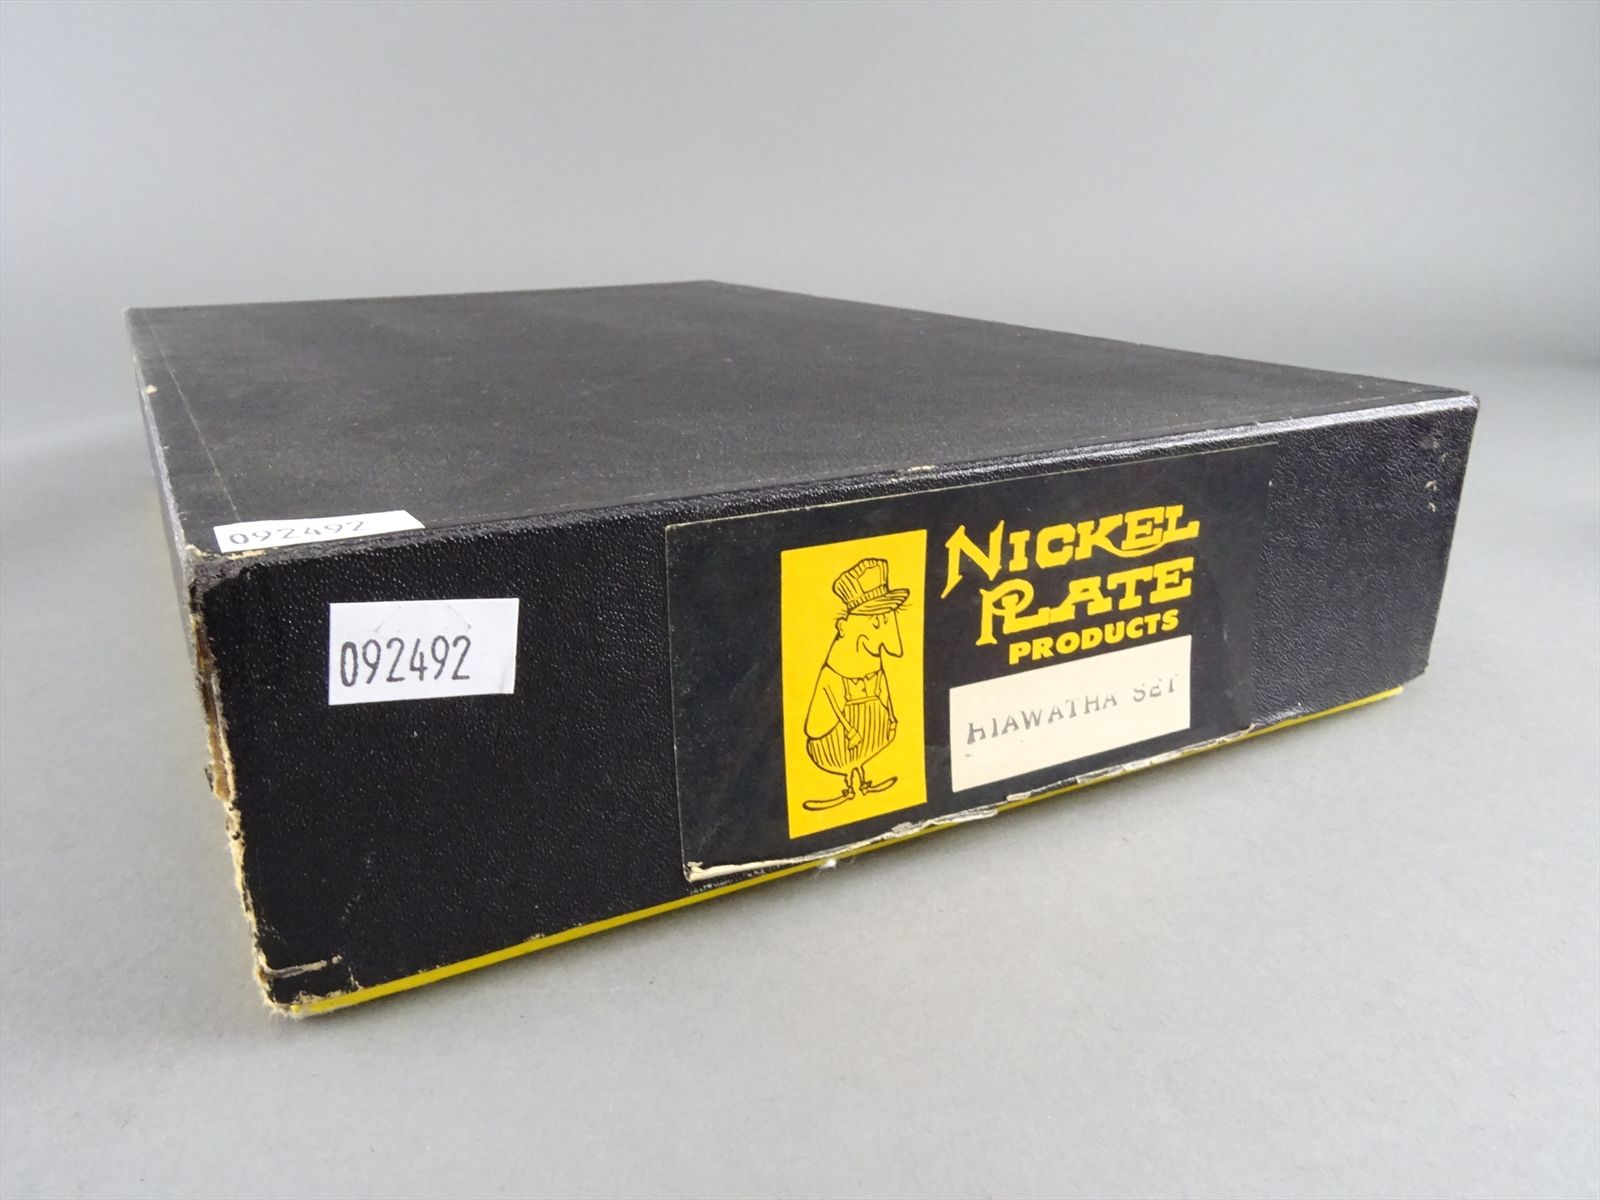 092492
092492
NICKEL
PLATE
PRODUCTS
HIAWATHA SET